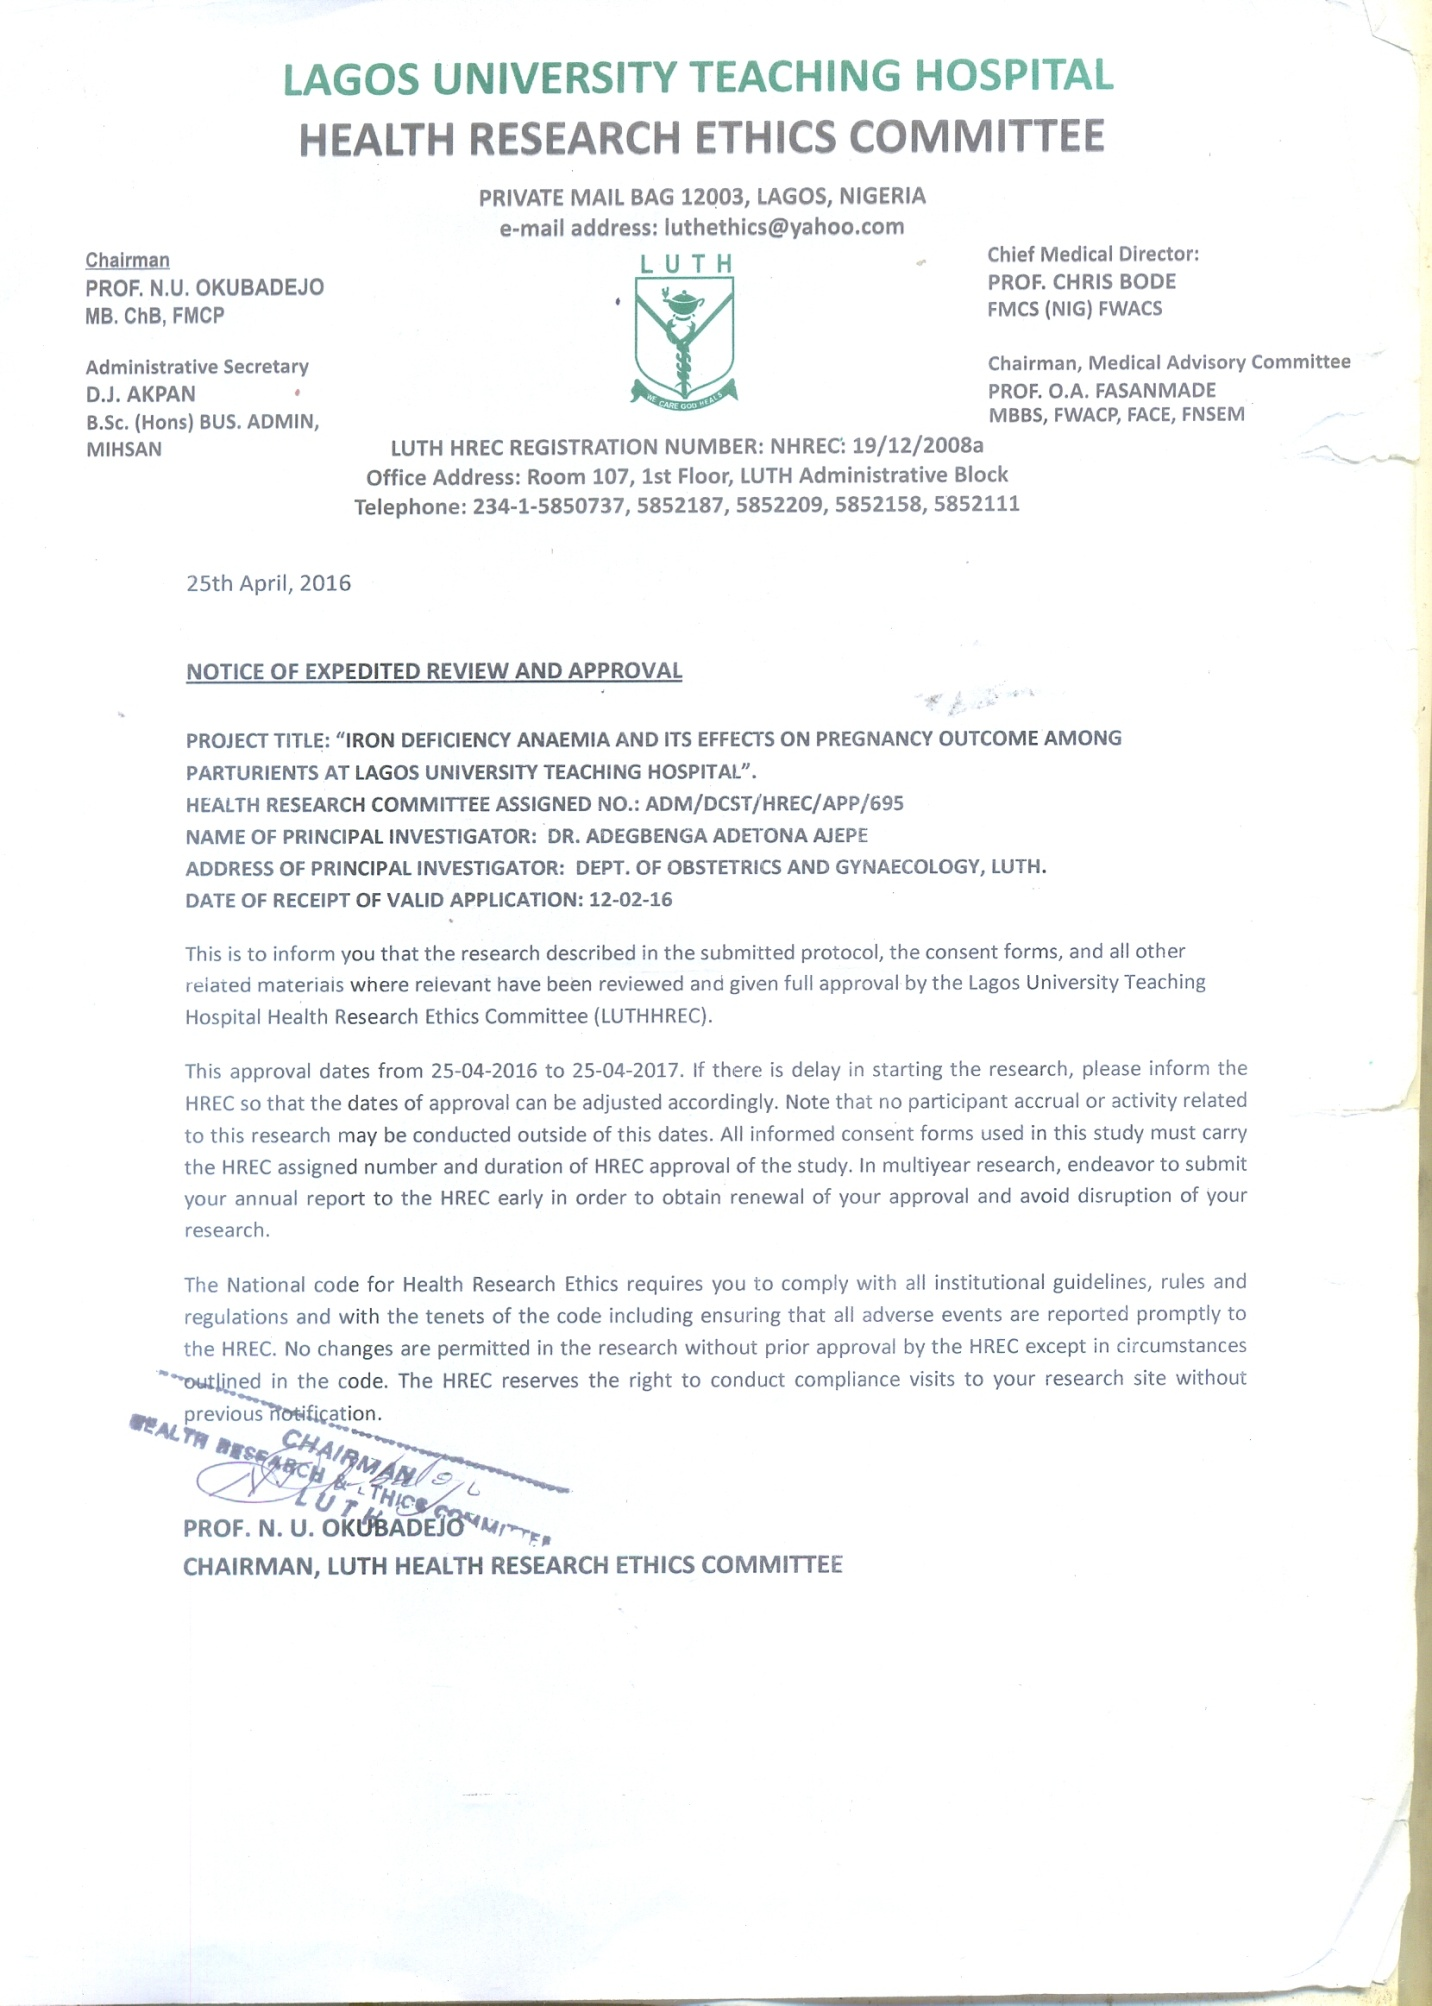 LAGOS UNIVERSITY TEACHING HOSPITAL
HEALTH RESEARCH ETHICS COMMITTEE
PRIVATE MAIL BAG 12003, LAGOS, NIGERIA
e-mail address: luthethics@yahoo.com
Chairman
PROF. N.U. OKUBADEJO
MB. ChB, FMCP
Administrative Secretary
D.J. AKPAN
B.Sc. (Hons) BUS. ADMIN,
MIHSAN
L U T H
WE CARE GOD HEALS
Chief Medical Director:
PROF. CHRIS BODE
FMCS (NIG) FWACS
Chairman, Medical Advisory Committee
PROF. O.A. FASANMADE
MBBS, FWACP, FACE, FNSEM
LUTH HREC REGISTRATION NUMBER: NHREC: 19/12/2008a
Office Address: Room 107, 1st Floor, LUTH Administrative Block
Telephone: 234-1-5850737, 5852187, 5852209, 5852158, 5852111
25th April, 2016
NOTICE OF EXPEDITED REVIEW AND APPROVAL
PROJECT TITLE: “IRON DEFICIENCY ANAEMIA AND ITS EFFECTS ON PREGNANCY OUTCOME AMONG
PARTURIENTS AT LAGOS UNIVERSITY TEACHING HOSPITAL”.
HEALTH RESEARCH COMMITTEE ASSIGNED NO.: ADM/DCST/HREC/APP/695
NAME OF PRINCIPAL INVESTIGATOR: DR. ADEGBENGA ADETONA AJEPE
ADDRESS OF PRINCIPAL INVESTIGATOR: DEPT. OF OBSTETRICS AND GYNAECOLOGY, LUTH.
DATE OF RECEIPT OF VALID APPLICATION: 12-02-16
This is to inform you that the research described in the submitted protocol, the consent forms, and all other
related materials where relevant have been reviewed and given full approval by the Lagos University Teaching
Hospital Health Research Ethics Committee (LUTHHREC).
This approval dates from 25-04-2016 to 25-04-2017. If there is delay in starting the research, please inform the
HREC so that the dates of approval can be adjusted accordingly. Note that no participant accrual or activity related
to this research may be conducted outside of this dates. All informed consent forms used in this study must carry
the HREC assigned number and duration of HREC approval of the study. In multiyear research, endeavor to submit
your annual report to the HREC early in order to obtain renewal of your approval and avoid disruption of your
research.
The National code for Health Research Ethics requires you to comply with all institutional guidelines, rules and
regulations and with the tenets of the code including ensuring that all adverse events are reported promptly to
the HREC. No changes are permitted in the research without prior approval by the HREC except in circumstances
outlined in the code. The HREC reserves the right to conduct compliance visits to your research site without
previous notification.
CHAIRMAN
HEALTH RESEARCH & ETHICS COMMITTEE
L U T H
PROF. N. U. OKUBADEJO
CHAIRMAN, LUTH HEALTH RESEARCH ETHICS COMMITTEE